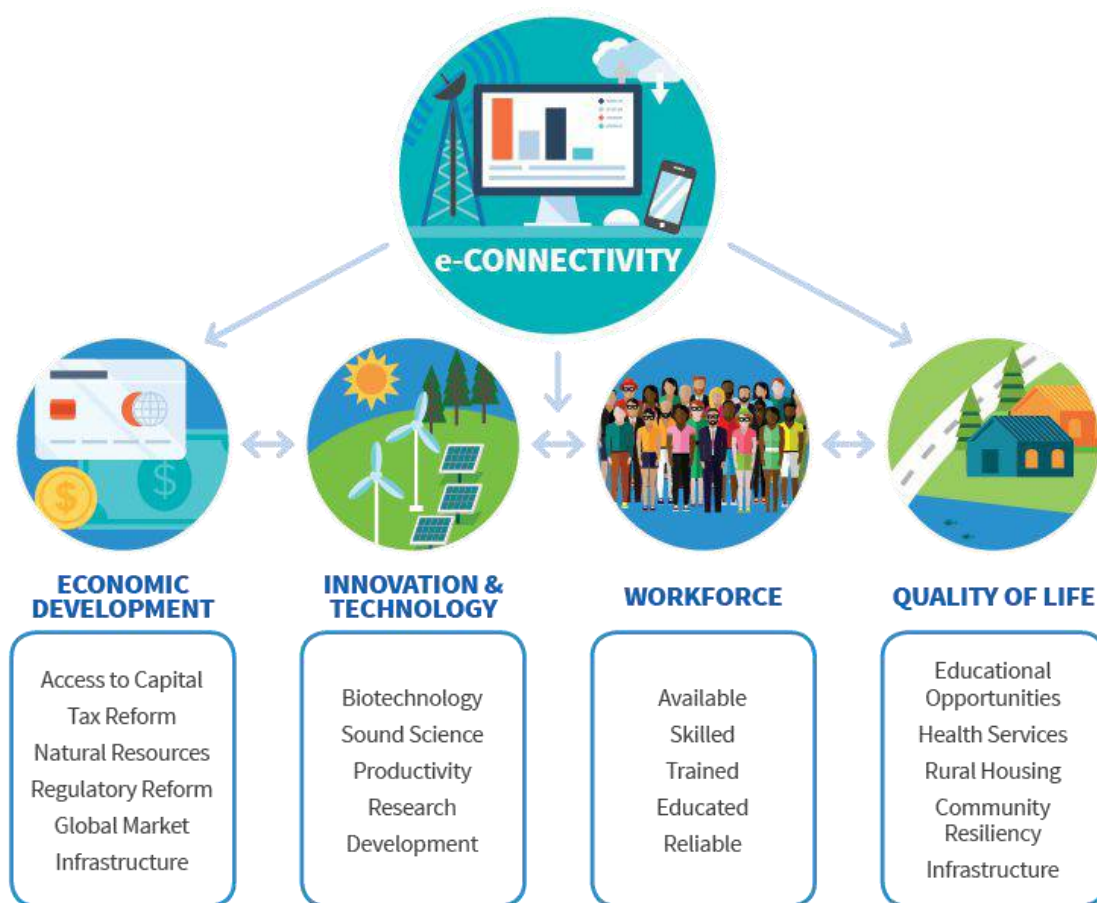 e-CONNECTIVITY
ECONOMIC
DEVELOPMENT
Access to Capital
Tax Reform
Natural Resources
Regulatory Reform
Global Market
Infrastructure
INNOVATION &
TECHNOLOGY
Biotechnology
Sound Science
Productivity
Research
Development
WORKFORCE
Available
Skilled
Trained
Educated
Reliable
QUALITY OF LIFE
Educational
Opportunities
Health Services
Rural Housing
Community
Resiliency
Infrastructure